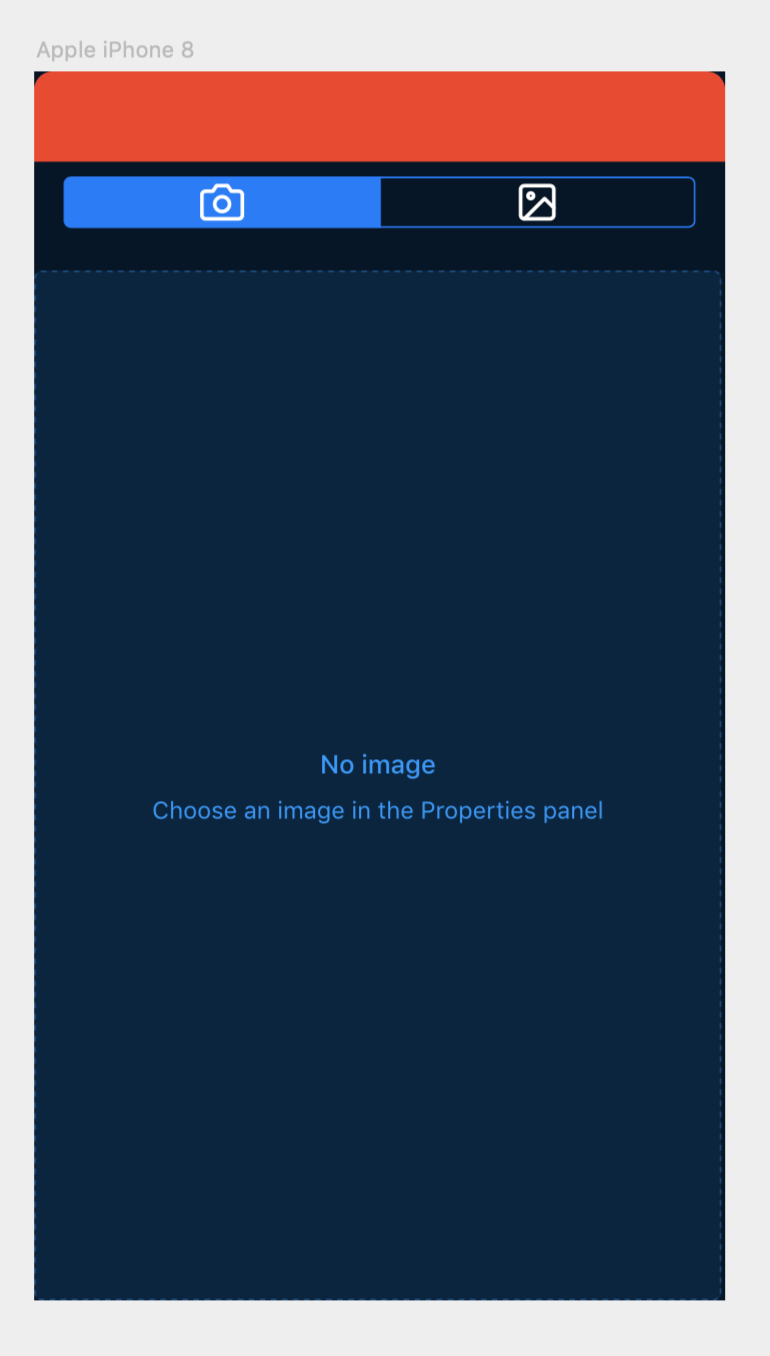 Apple iPhone 8
No image
Choose an image in the Properties panel